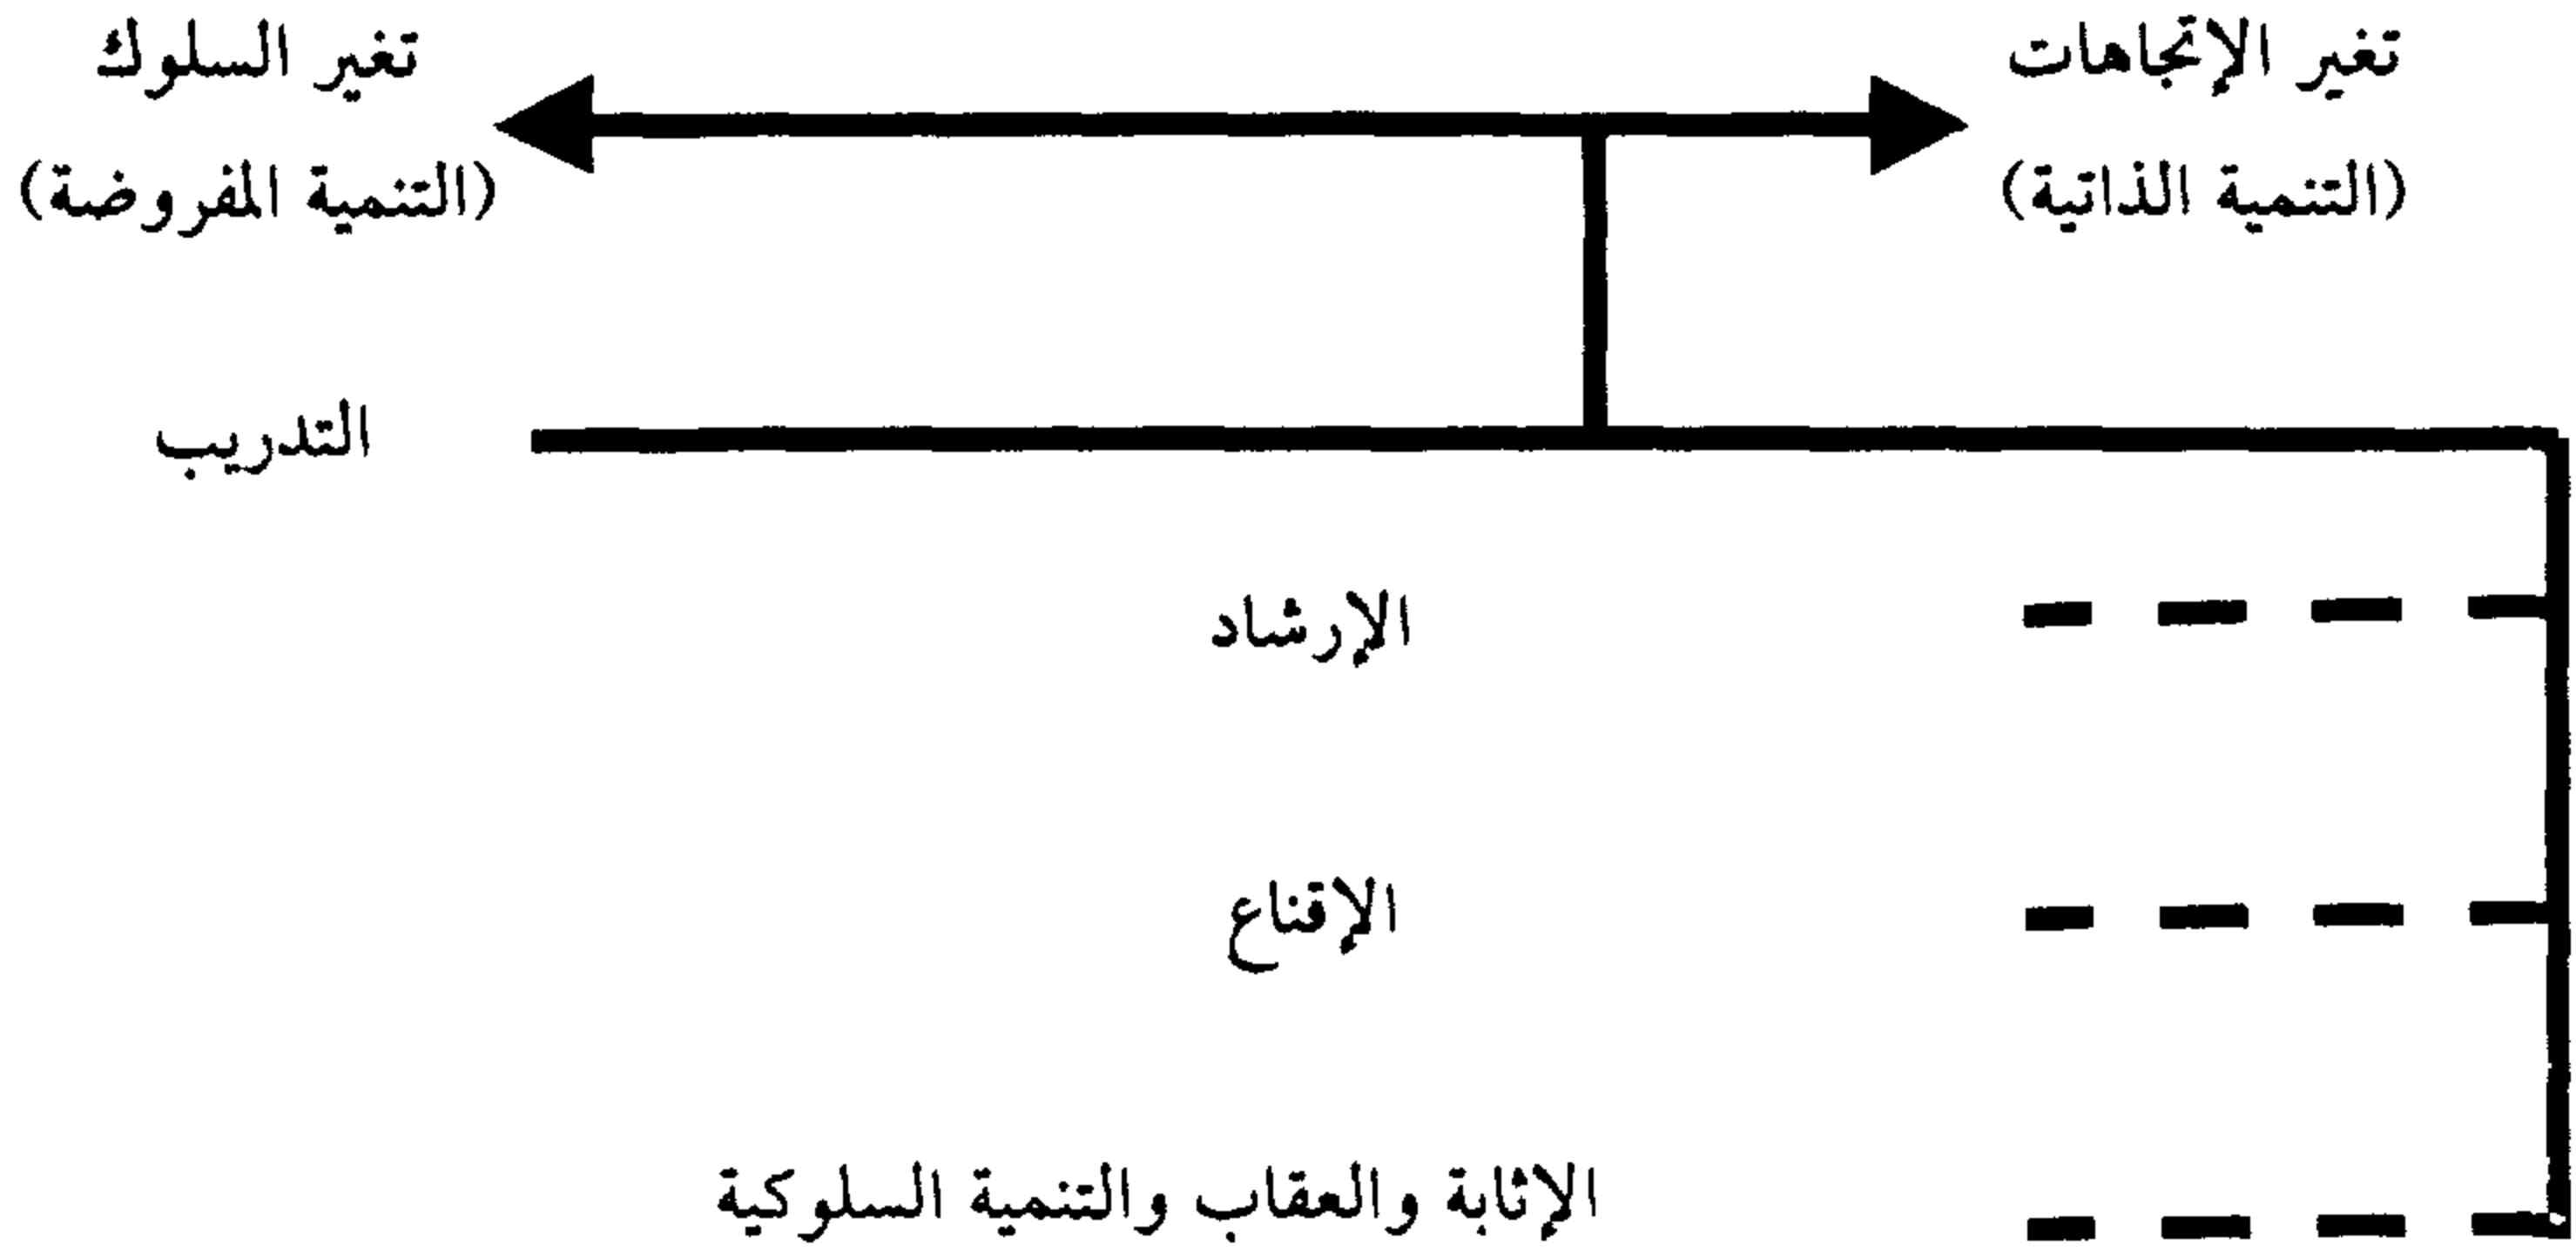 تغير الإتجاهات
(التنمية الذاتية)
تغير السلوك
(التنمية المفروضة)
التدريب
الإرشاد
الإقناع
الإثابة والعقاب والتنمية السلوكية